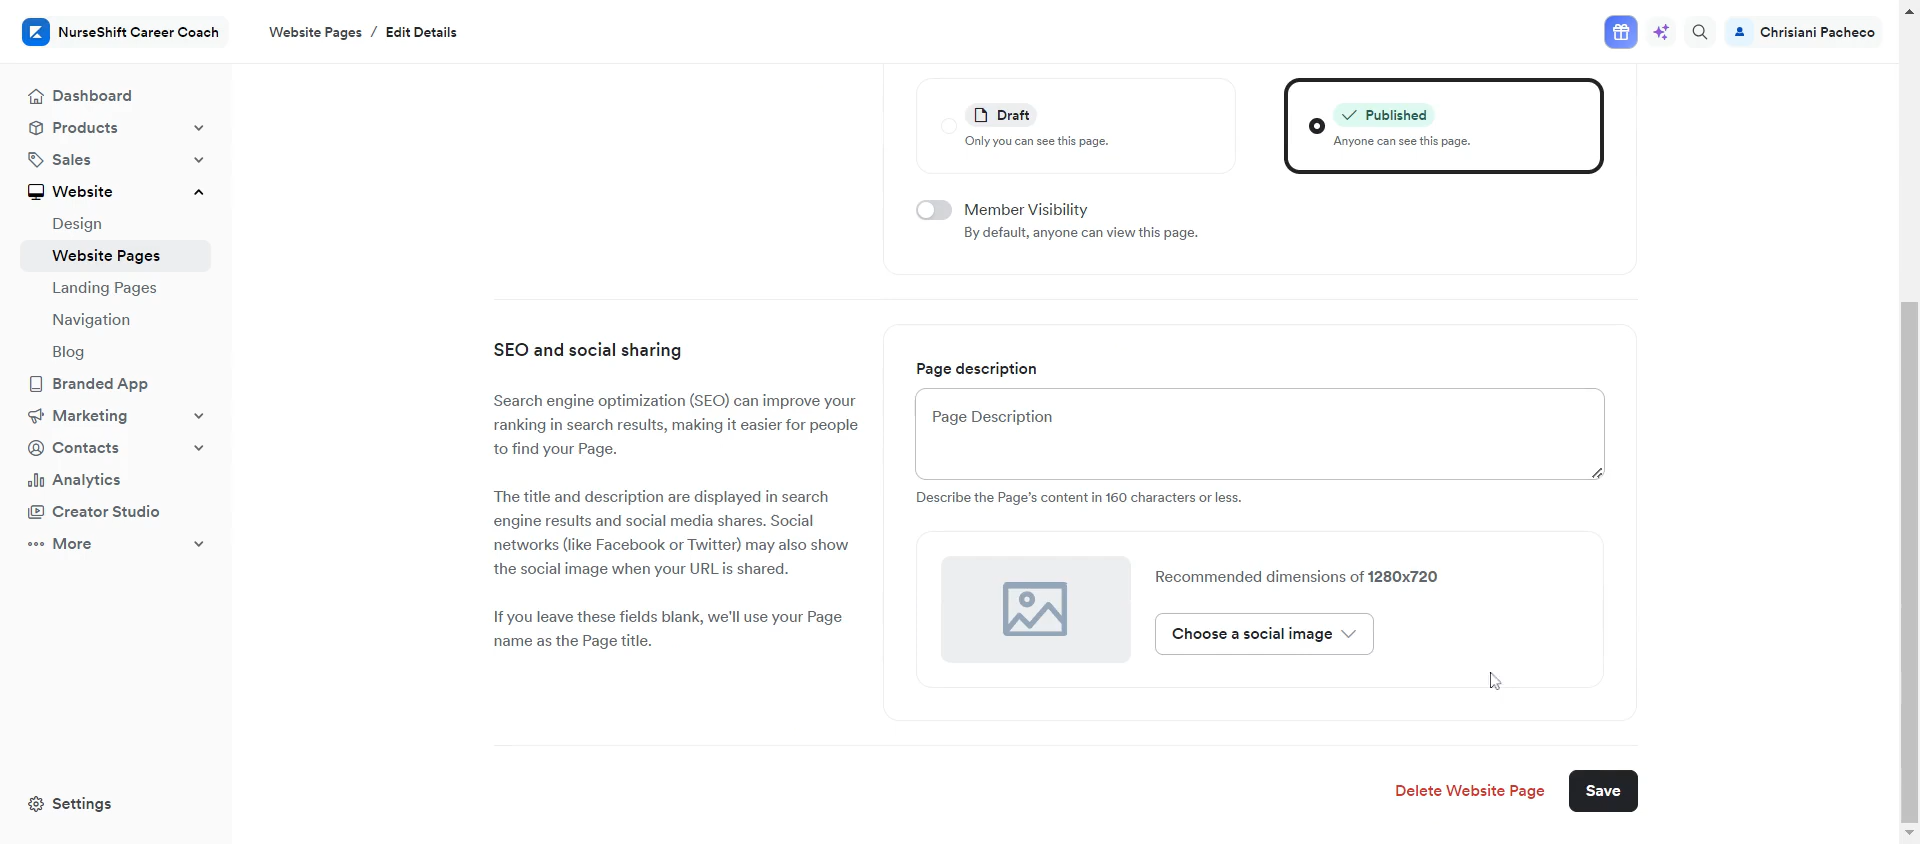 NurseShift Career Coach
Website Pages / Edit Details
Chrisiani Pacheco
Dashboard
Products
Sales
Website
Design
Website Pages
Landing Pages
Navigation
Blog
Branded App
Marketing
Contacts
Analytics
Creator Studio
More
Settings
Draft
Only you can see this page.
Published
Anyone can see this page.
Member Visibility
By default, anyone can view this page.
SEO and social sharing
Search engine optimization (SEO) can improve your
ranking in search results, making it easier for people
to find your Page.
The title and description are displayed in search
engine results and social media shares. Social
networks (like Facebook or Twitter) may also show
the social image when your URL is shared.
If you leave these fields blank, we'll use your Page
name as the Page title.
Page description
Page Description
Describe the Page’s content in 160 characters or less.
Recommended dimensions of 1280x720
Choose a social image
Delete Website Page
Save